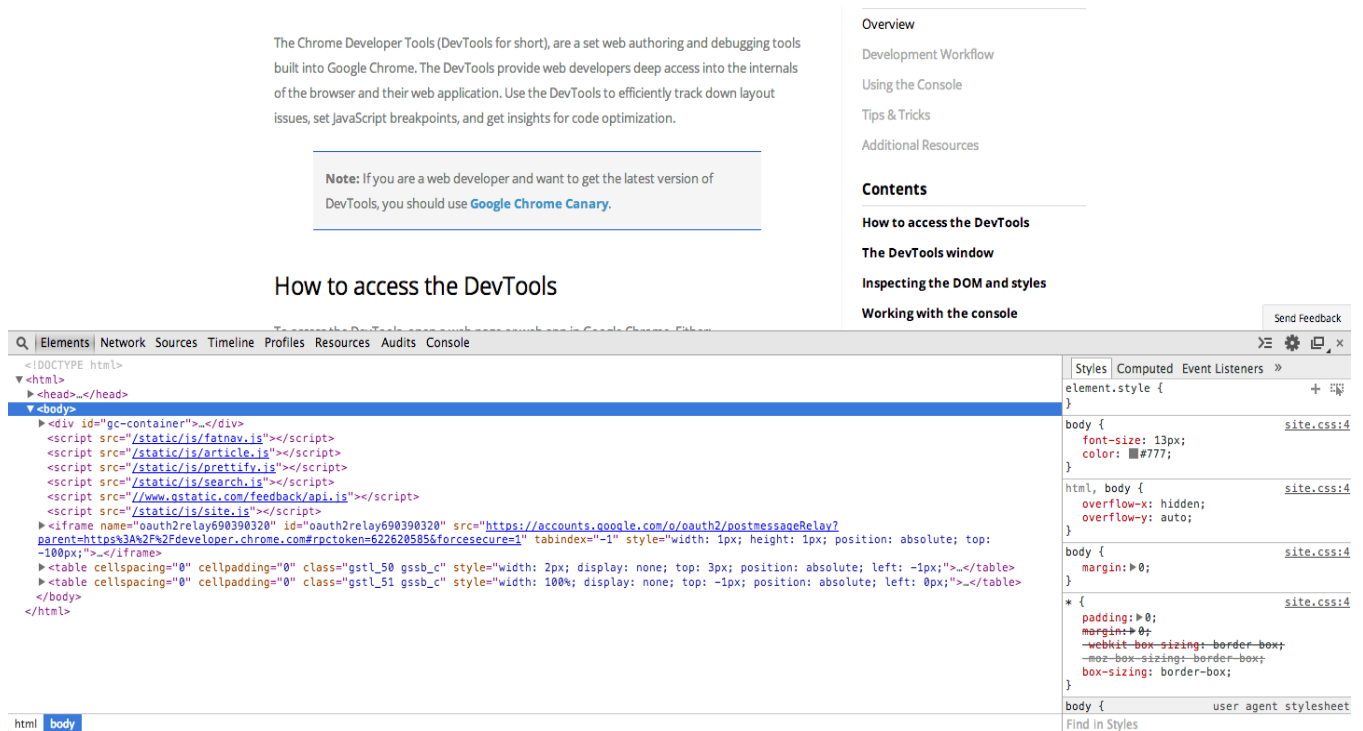 The Chrome Developer Tools (DevTools for short), are a set web authoring and debugging tools
built into Google Chrome. The DevTools provide web developers deep access into the internals
of the browser and their web application. Use the DevTools to efficiently track down layout
issues, set JavaScript breakpoints, and get insights for code optimization.
Note: If you are a web developer and want to get the latest version of
DevTools, you should use Google Chrome Canary.
How to access the DevTools
To access the DevTools, open a web page or web app in Google Chrome. Either:
Overview
Development Workflow
Using the Console
Tips & Tricks
Additional Resources
Contents
How to access the DevTools
The DevTools window
Inspecting the DOM and styles
Working with the console
Send Feedback
Elements Network Sources Timeline Profiles Resources Audits Console
<!DOCTYPE html>
<html>
<head>…</head>
<body>
<div id="gc-container">…</div>
<script src="/static/js/fatnav.js"></script>
<script src="/static/js/article.js"></script>
<script src="/static/js/prettify.js"></script>
<script src="/static/js/search.js"></script>
<script src="//www.gstatic.com/feedback/api.js"></script>
<script src="/static/js/site.js"></script>
<iframe name="oauth2relay690390320" id="oauth2relay690390320" src="https://accounts.google.com/o/oauth2/postmessageRelay?
parent=https%3A%2F%2Fdeveloper.chrome.com#rpctoken=622620585&forcesecure=1" tabindex="-1" style="width: 1px; height: 1px; position: absolute; top:
-100px;">…</iframe>
<table cellspacing="0" cellpadding="0" class="gstl_50 gssb_c" style="width: 2px; display: none; top: 3px; position: absolute; left: -1px;">…</table>
<table cellspacing="0" cellpadding="0" class="gstl_51 gssb_c" style="width: 100%; display: none; top: -1px; position: absolute; left: 0px;">…</table>
</body>
</html>
html body
Styles Computed Event Listeners »
element.style {
}
body { site.css:4
font-size: 13px;
color: #777;
}
html, body { site.css:4
overflow-x: hidden;
overflow-y: auto;
}
body { site.css:4
margin: 0;
}
* { site.css:4
padding: 0;
margin: 0;
-webkit-box-sizing: border-box;
-moz-box-sizing: border-box;
box-sizing: border-box;
}
body { user agent stylesheet
Find in Styles